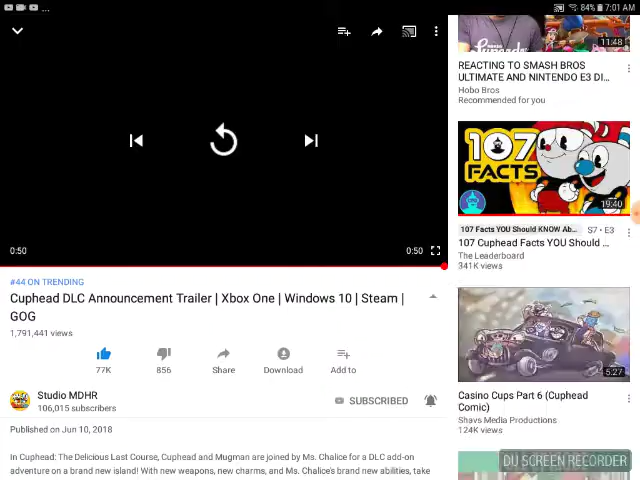 ...
84% 7:01 AM
0:50
0:50
#44 ON TRENDING
Cuphead DLC Announcement Trailer | Xbox One | Windows 10 | Steam |
GOG
1,791,441 views
77K
856
Share
Download
Add to
Studio MDHR
106,015 subscribers
SUBSCRIBED
Published on Jun 10, 2018
In Cuphead: The Delicious Last Course, Cuphead and Mugman are joined by Ms. Chalice for a DLC add-on
adventure on a brand new island! With new weapons, new charms, and Ms. Chalice's brand new abilities, take
11:48
REACTING TO SMASH BROS
ULTIMATE AND NINTENDO E3 DI...
Hobo Bros
Recommended for you
107
FACTS
19:40
107 Facts YOU Should KNOW Ab... S7 • E3
107 Cuphead Facts YOU Should ...
The Leaderboard
341K views
5:27
Casino Cups Part 6 (Cuphead
Comic)
Shavs Media Productions
124K views
DU SCREEN RECORDER